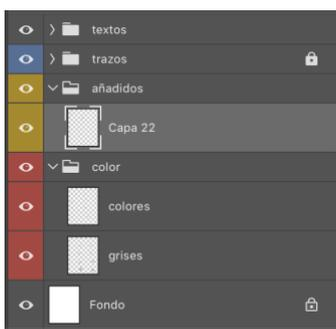 textos
trazos
añadidos
Capa 22
color
colores
grises
Fondo